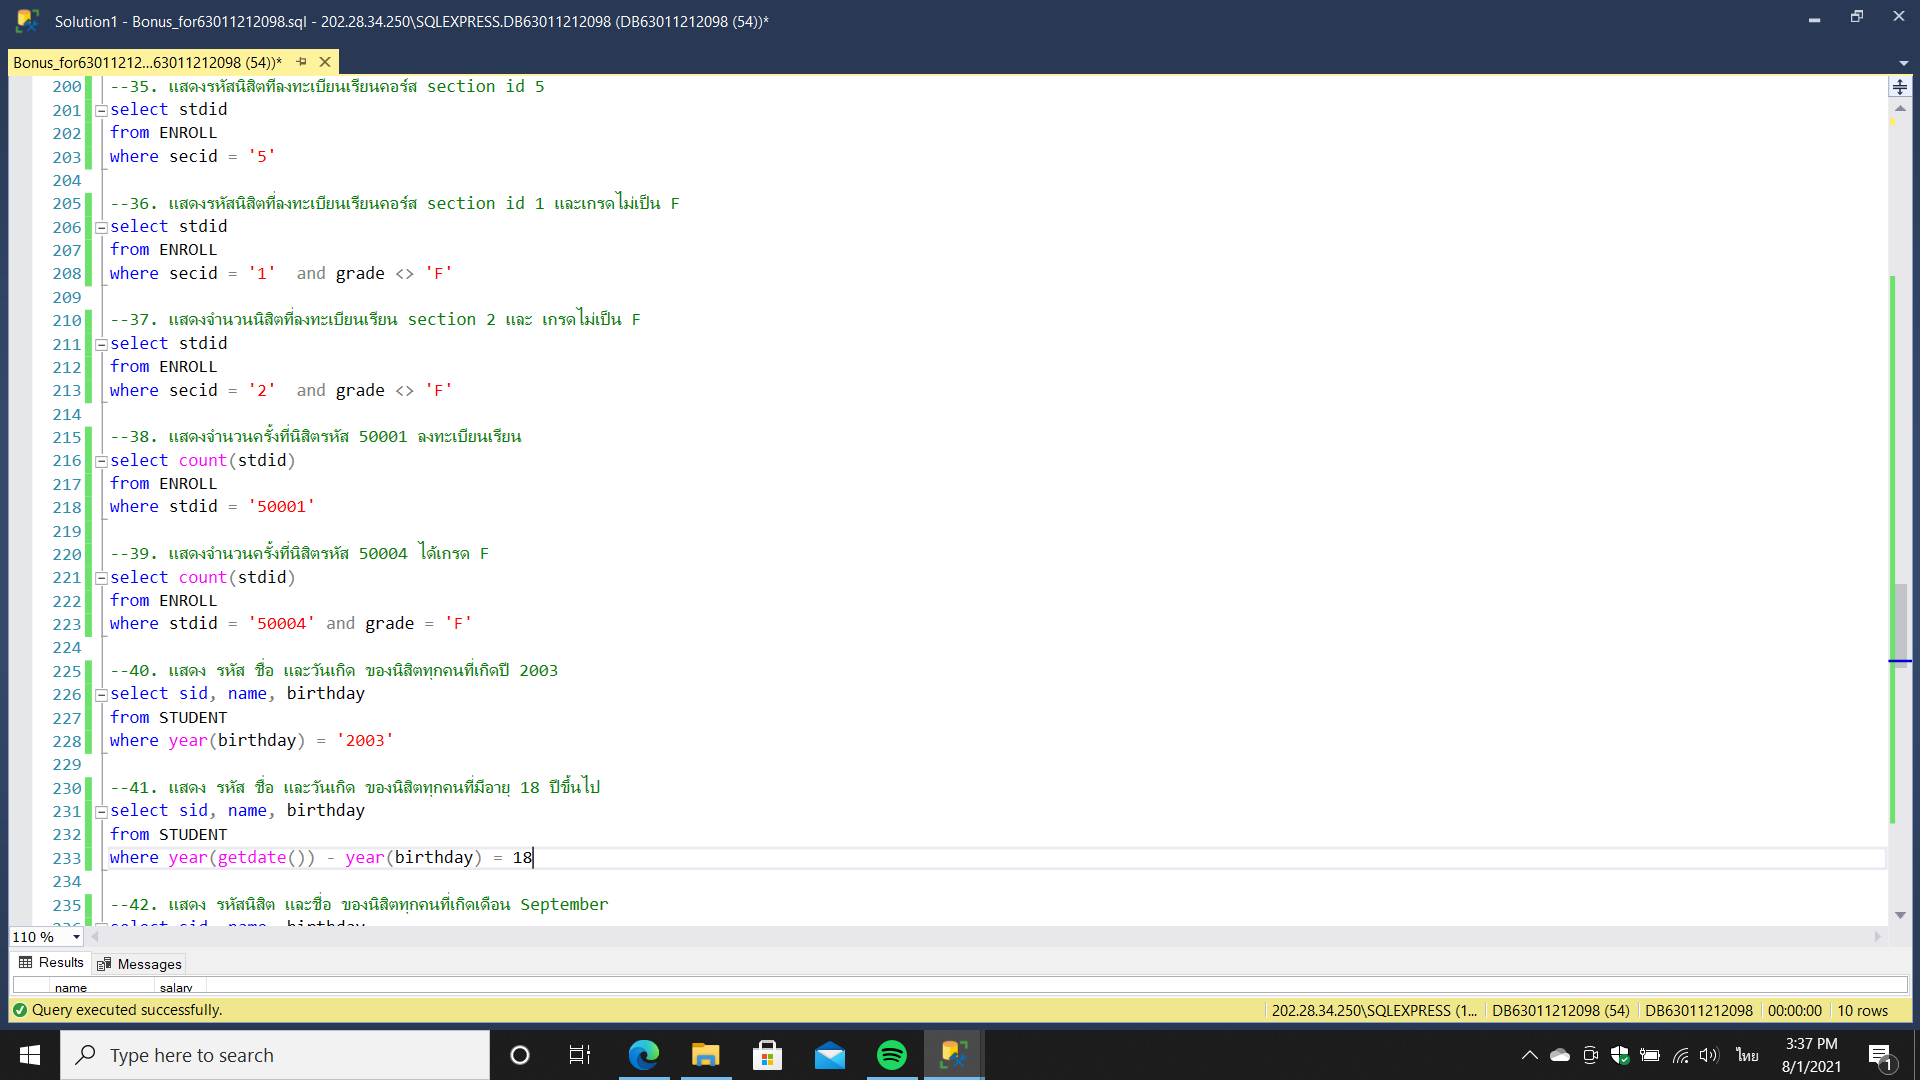 Solution1 - Bonus_for63011212098.sql - 202.28.34.250\SQLEXPRESS.DB63011212098 (DB63011212098 (54))*
Bonus_for63011212...63011212098 (54))*
200 --35. แสดงรหัสนิสิตที่ลงทะเบียนเรียนคอร์ส section id 5
201 select stdid
202 from ENROLL
203 where secid = '5'
204
205 --36. แสดงรหัสนิสิตที่ลงทะเบียนเรียนคอร์ส section id 1 และเกรดไม่เป็น F
206 select stdid
207 from ENROLL
208 where secid = '1'  and grade <> 'F'
209
210 --37. แสดงจำนวนนิสิตที่ลงทะเบียนเรียน section 2 และ เกรดไม่เป็น F
211 select stdid
212 from ENROLL
213 where secid = '2'  and grade <> 'F'
214
215 --38. แสดงจำนวนครั้งที่นิสิตรหัส 50001 ลงทะเบียนเรียน
216 select count(stdid)
217 from ENROLL
218 where stdid = '50001'
219
220 --39. แสดงจำนวนครั้งที่นิสิตรหัส 50004 ได้เกรด F
221 select count(stdid)
222 from ENROLL
223 where stdid = '50004' and grade = 'F'
224
225 --40. แสดง รหัส ชื่อ และวันเกิด ของนิสิตทุกคนที่เกิดปี 2003
226 select sid, name, birthday
227 from STUDENT
228 where year(birthday) = '2003'
229
230 --41. แสดง รหัส ชื่อ และวันเกิด ของนิสิตทุกคนที่มีอายุ 18 ปีขึ้นไป
231 select sid, name, birthday
232 from STUDENT
233 where year(getdate()) - year(birthday) = 18
234
235 --42. แสดง รหัสนิสิต และชื่อ ของนิสิตทุกคนที่เกิดเดือน September
236 select sid, name, birthday
110 %
Results Messages
name salary
Query executed successfully. 202.28.34.250\SQLEXPRESS (1... DB63011212098 (54) DB63011212098 00:00:00 10 rows
Type here to search
ไทย
3:37 PM
8/1/2021
1